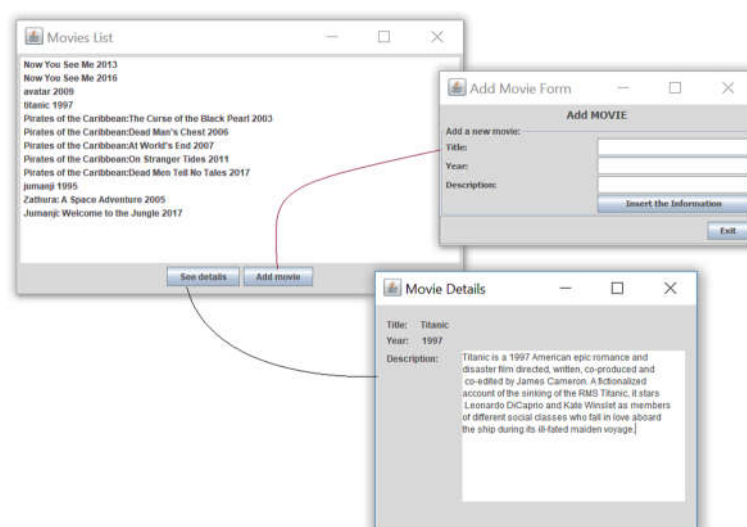 Movies List
Now You See Me 2013
Now You See Me 2016
avatar 2009
titanic 1997
Pirates of the Caribbean:The Curse of the Black Pearl 2003
Pirates of the Caribbean:Dead Man's Chest 2006
Pirates of the Caribbean:At World's End 2007
Pirates of the Caribbean:On Stranger Tides 2011
Pirates of the Caribbean:Dead Men Tell No Tales 2017
jumanji 1995
Zathura: A Space Adventure 2005
Jumanji: Welcome to the Jungle 2017
See details
Add movie
Add Movie Form
Add MOVIE
Add a new movie:
Title:
Year:
Description:
Insert the Information
Exit
Movie Details
Title: Titanic
Year: 1997
Description:
Titanic is a 1997 American epic romance and
disaster film directed, written, co-produced and
co-edited by James Cameron. A fictionalized
account of the sinking of the RMS Titanic, it stars
Leonardo DiCaprio and Kate Winslet as members
of different social classes who fall in love aboard
the ship during its ill-fated maiden voyage.